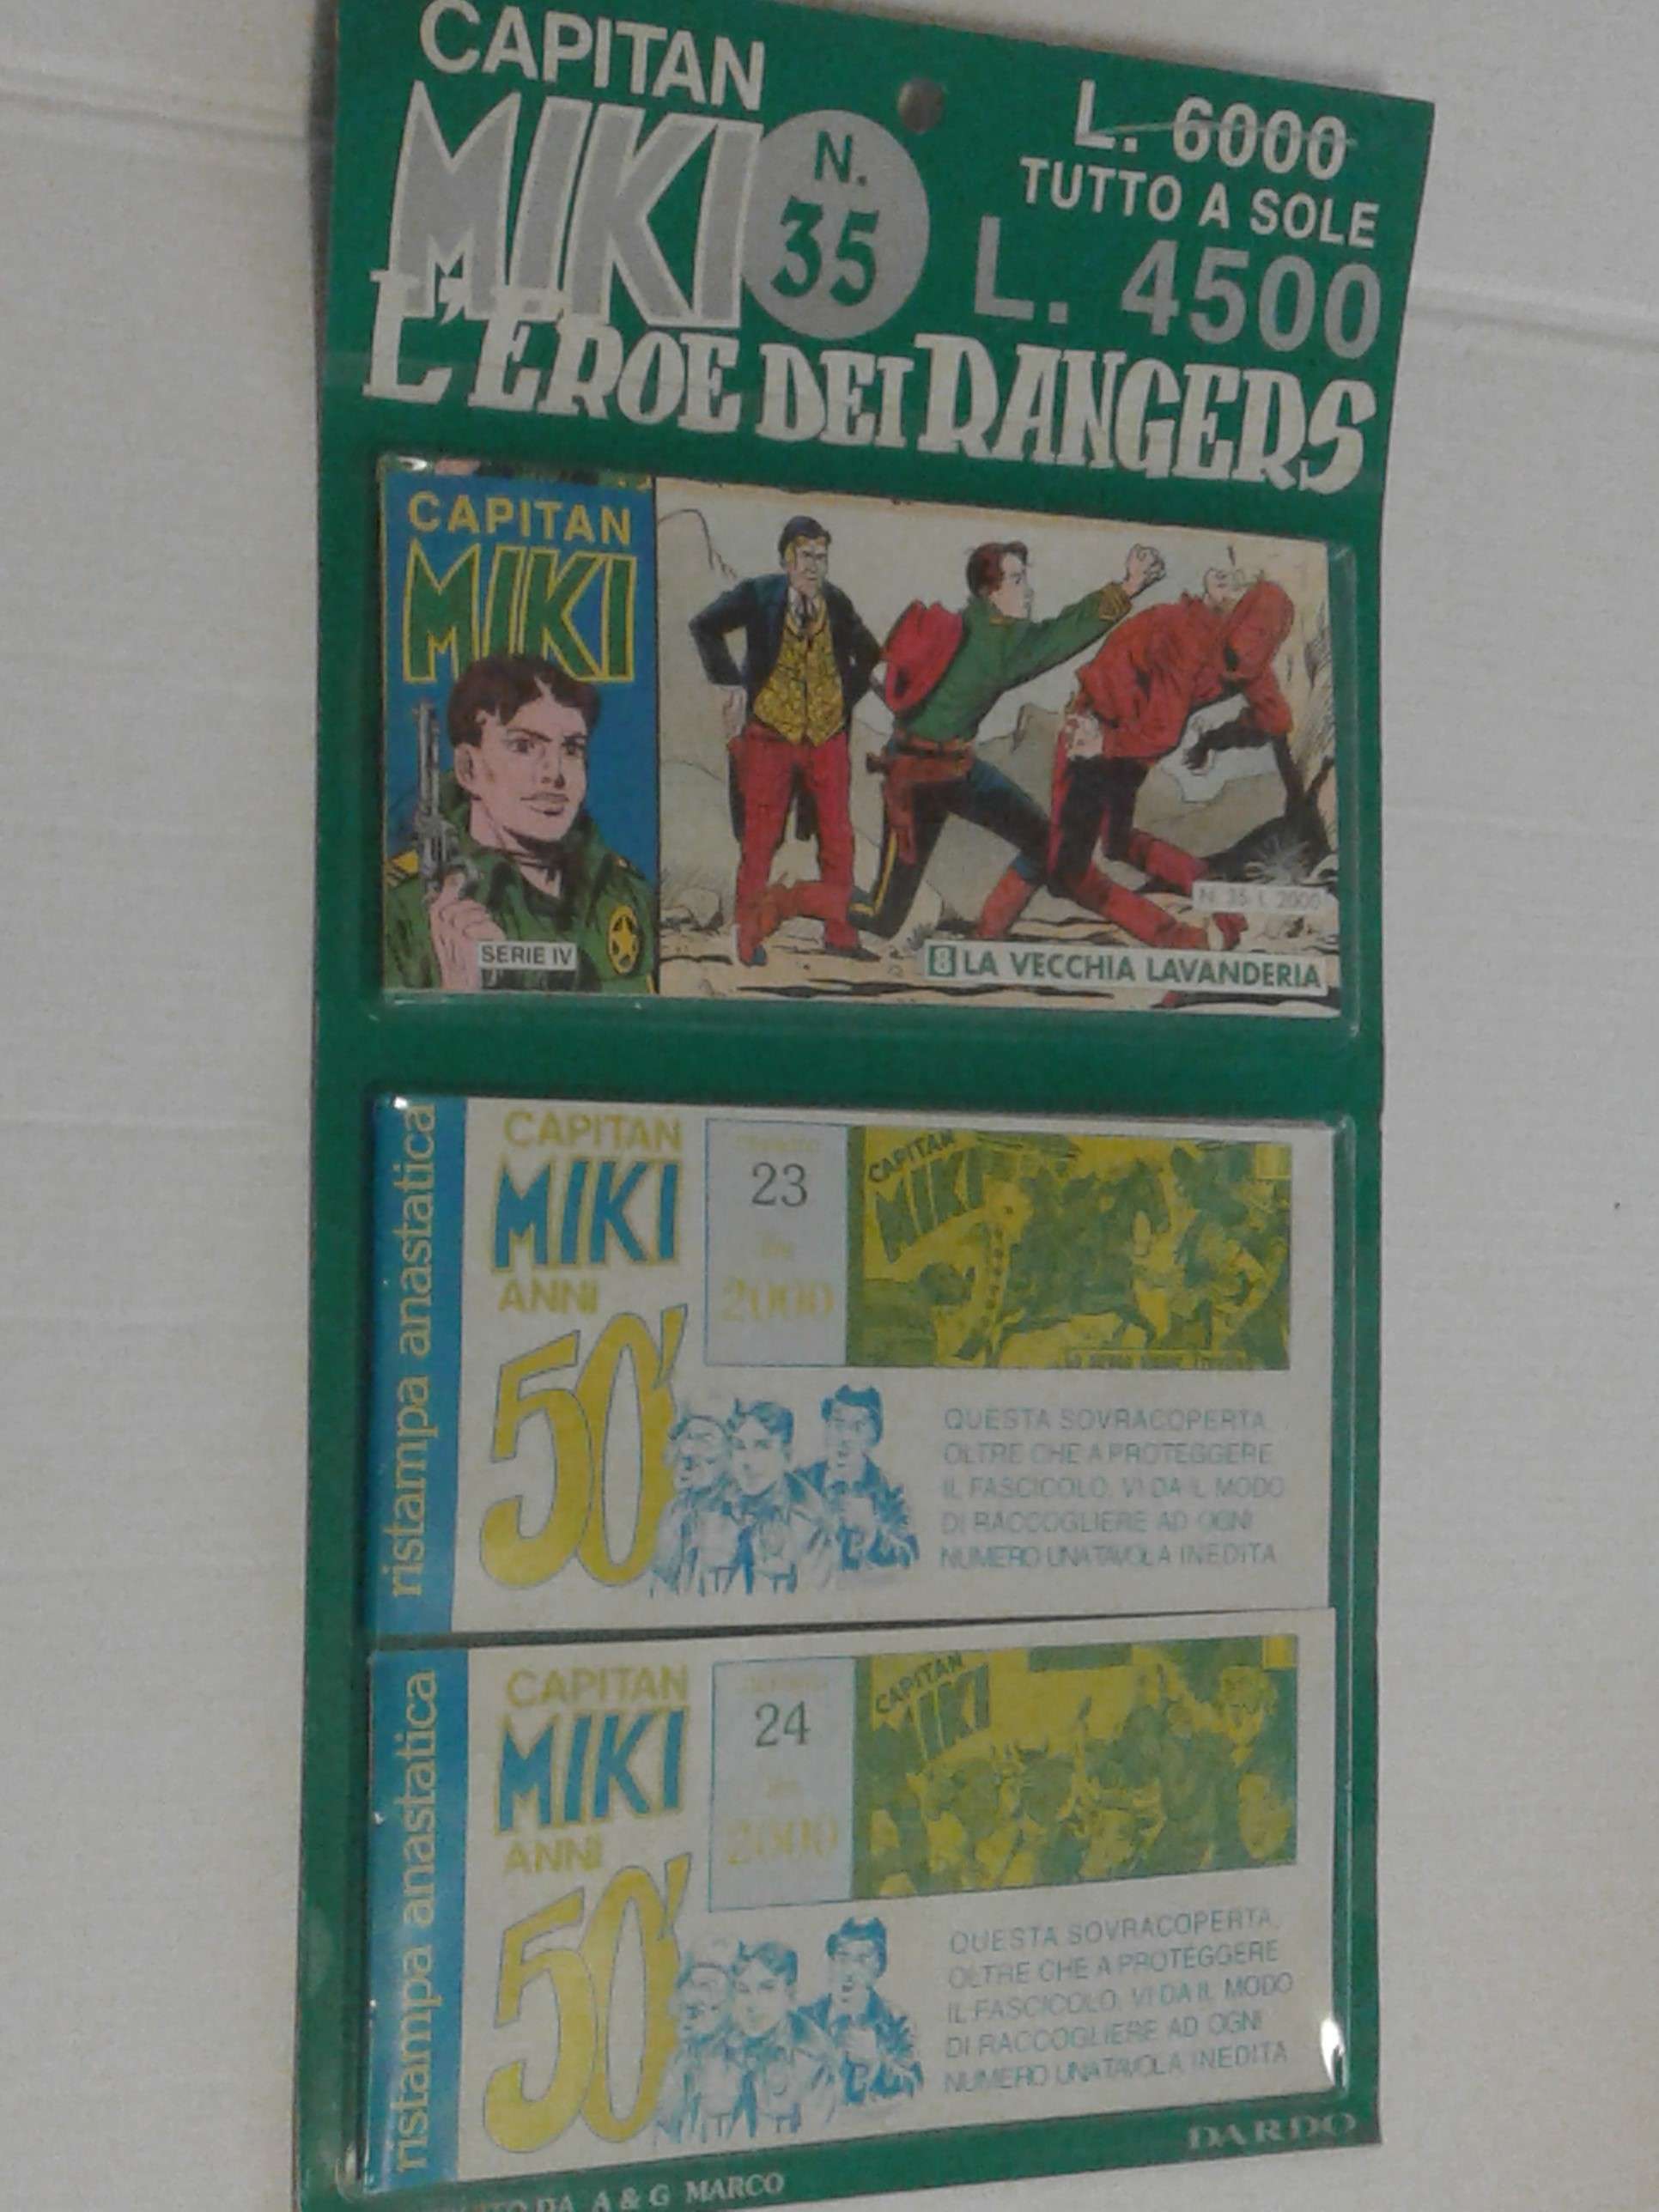 CAPITAN
MIKI
N.
35
L. 6000
TUTTO A SOLE
L. 4500
L'EROE DEI RANGERS
CAPITAN
MIKI
SERIE IV
N. 35 L. 2000
8 LA VECCHIA LAVANDERIA
ristampa anastatica
CAPITAN
MIKI
ANNI
50'
23
2000
CAPITAN
MIKI
QUESTA SOVRACOPERTA
OLTRE CHE A PROTEGGERE
IL FASCICOLO, VI DA IL MODO
DI RACCOGLIERE AD OGNI
NUMERO UNA TAVOLA INEDITA
ristampa anastatica
CAPITAN
MIKI
ANNI
50'
24
2000
CAPITAN
MIKI
QUESTA SOVRACOPERTA,
OLTRE CHE A PROTEGGERE
IL FASCICOLO, VI DA IL MODO
DI RACCOGLIERE AD OGNI
NUMERO UNA TAVOLA INEDITA
DARDO
DA A & G MARCO